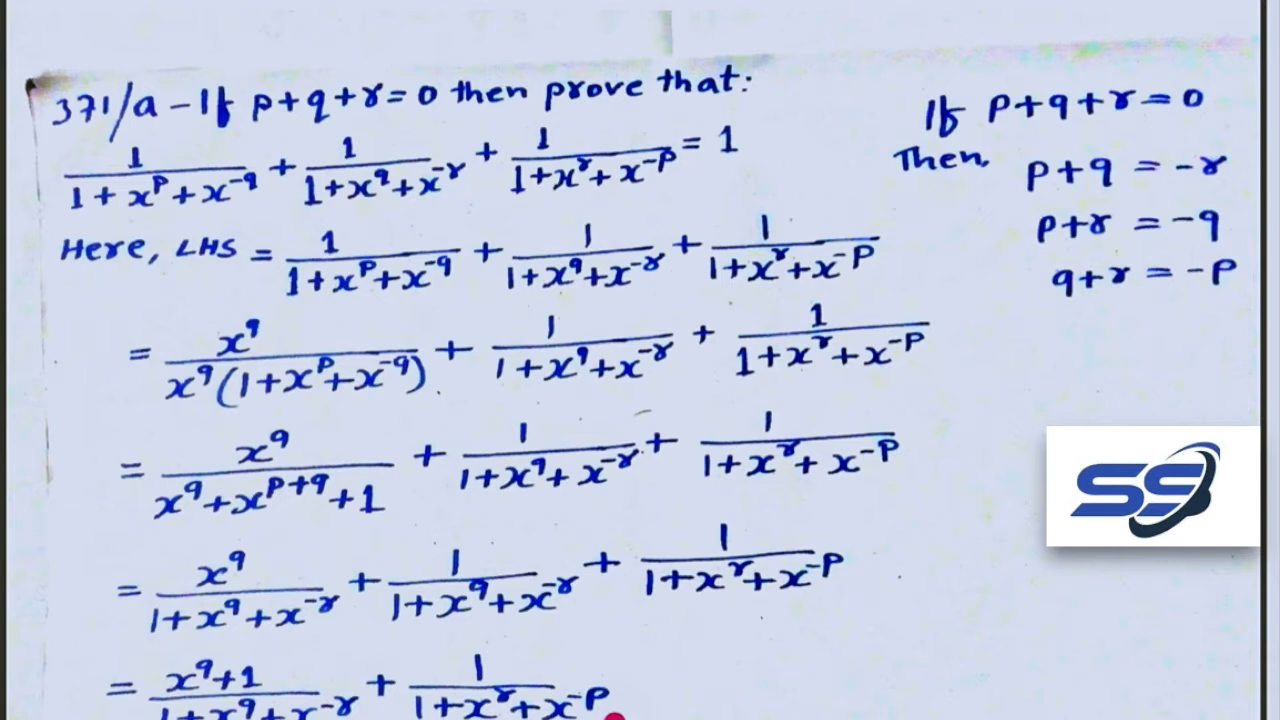 371/a - If p+q+r=0 then prove that:
1/(1+x^p+x^-q) + 1/(1+x^q+x^-r) + 1/(1+x^r+x^-p) = 1
Here, LHS = 1/(1+x^p+x^-q) + 1/(1+x^q+x^-r) + 1/(1+x^r+x^-p)
= x^q/(x^q(1+x^p+x^-q)) + 1/(1+x^q+x^-r) + 1/(1+x^r+x^-p)
= x^q/(x^q+x^(p+q)+1) + 1/(1+x^q+x^-r) + 1/(1+x^r+x^-p)
= x^q/(1+x^q+x^-r) + 1/(1+x^q+x^-r) + 1/(1+x^r+x^-p)
= (x^q+1)/(1+x^q+x^-r) + 1/(1+x^r+x^-p)
If p+q+r=0
Then,
p+q = -r
p+r = -q
q+r = -p
SS